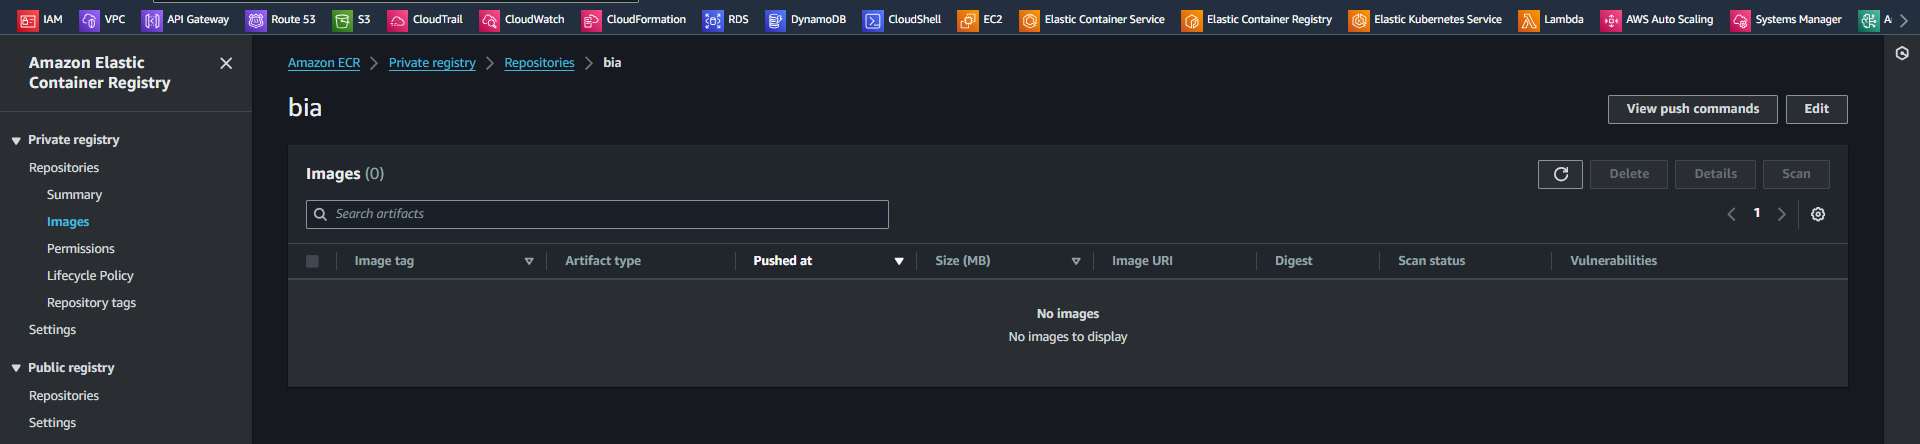 IAM VPC API Gateway Route 53 S3 CloudTrail CloudWatch CloudFormation RDS DynamoDB CloudShell EC2 Elastic Container Service Elastic Container Registry Elastic Kubernetes Service Lambda AWS Auto Scaling Systems Manager
Amazon Elastic
Container Registry
Private registry
Repositories
Summary
Images
Permissions
Lifecycle Policy
Repository tags
Settings
Public registry
Repositories
Settings
Amazon ECR Private registry Repositories bia
bia
View push commands Edit
Images (0)
Delete Details Scan
Search artifacts
1
Image tag Artifact type Pushed at Size (MB) Image URI Digest Scan status Vulnerabilities
No images
No images to display